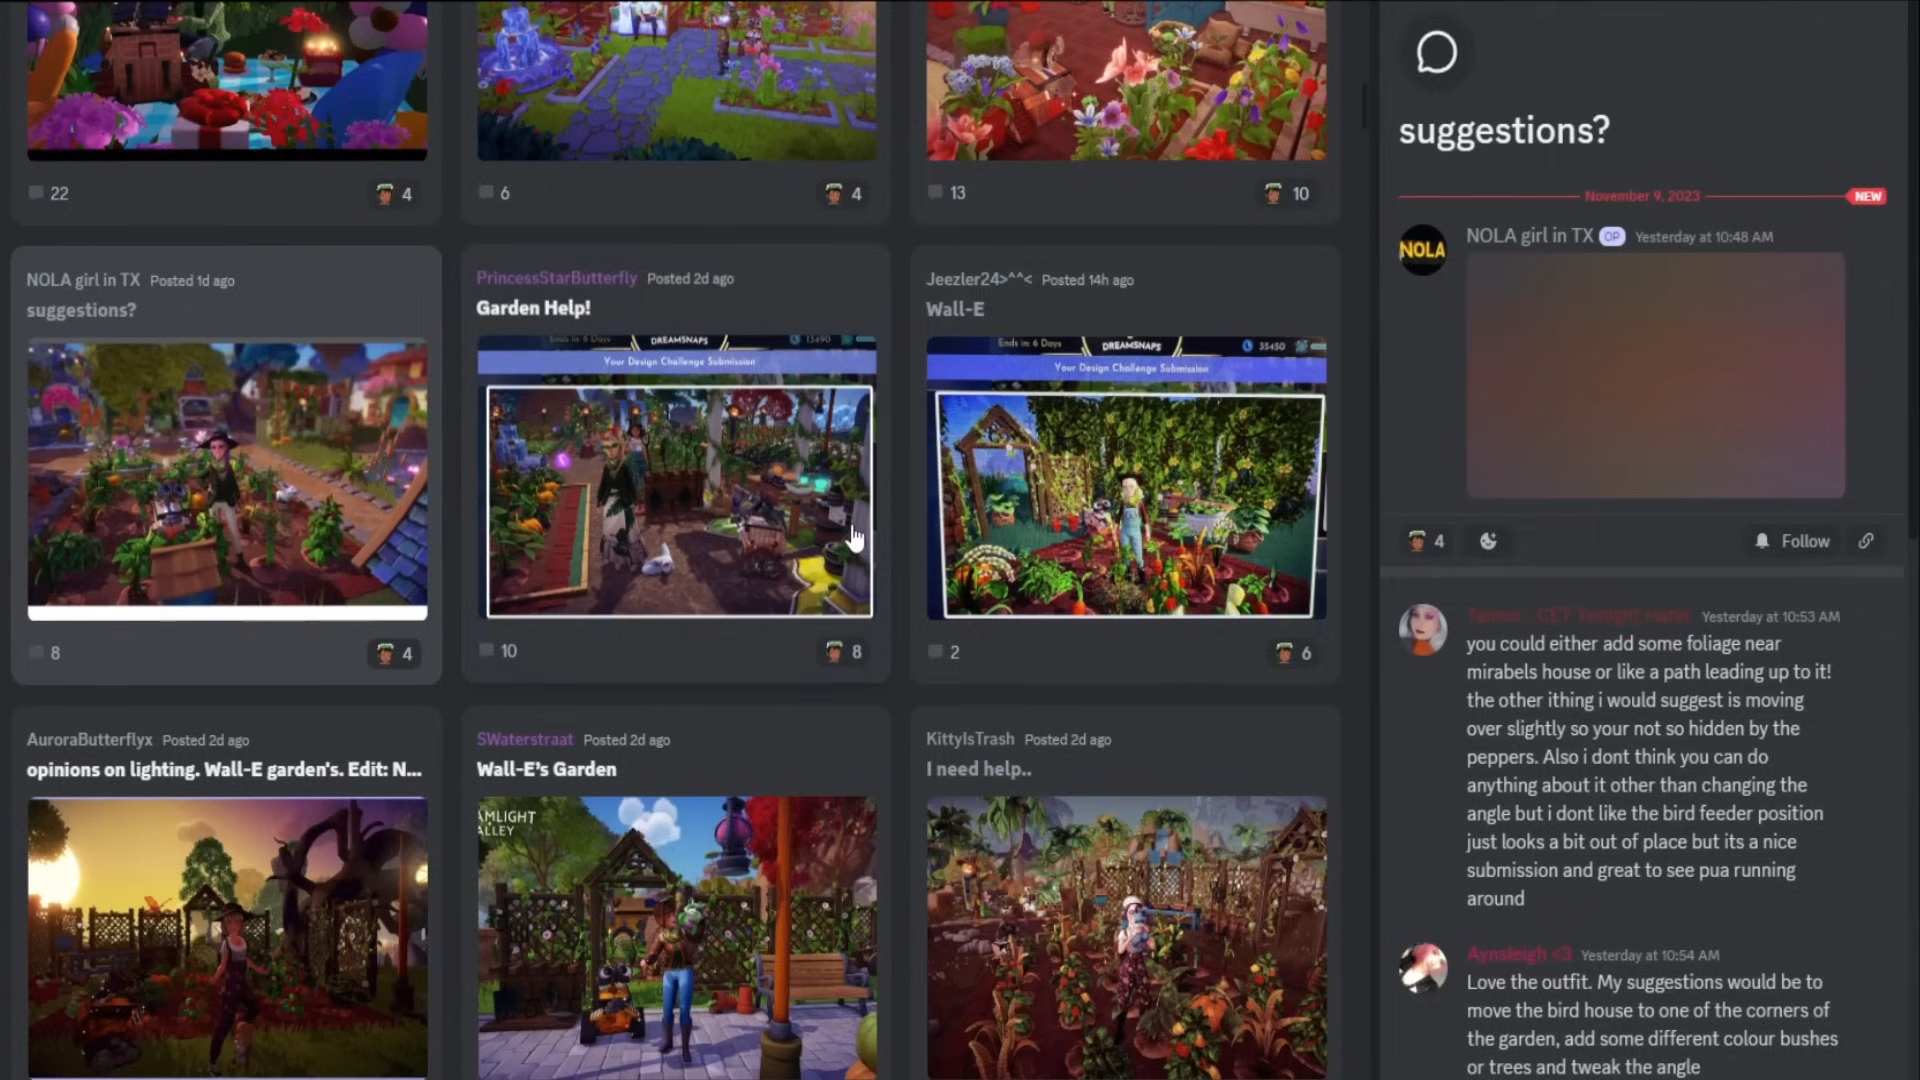 22
4
6
4
13
10
NOLA girl in TX Posted 1d ago
suggestions?
8
4
PrincessStarButterfly Posted 2d ago
Garden Help!
Ends in 6 Days DREAMSNAPS 13490
Your Design Challenge Submission
10
8
Jeezler24>^^< Posted 14h ago
Wall-E
Ends in 6 Days DREAMSNAPS 35450
Your Design Challenge Submission
2
6
AuroraButterflyx Posted 2d ago
opinions on lighting. Wall-E garden's. Edit: N...
SWaterstraat Posted 2d ago
Wall-E's Garden
AMLIGHT
ALLEY
KittyIsTrash Posted 2d ago
I need help..
suggestions?
November 9, 2023 NEW
NOLA
NOLA girl in TX OP Yesterday at 10:48 AM
4
Follow
Yesterday at 10:53 AM
you could either add some foliage near
mirabels house or like a path leading up to it!
the other ithing i would suggest is moving
over slightly so your not so hidden by the
peppers. Also i dont think you can do
anything about it other than changing the
angle but i dont like the bird feeder position
just looks a bit out of place but its a nice
submission and great to see pua running
around
Aynsleigh <3 Yesterday at 10:54 AM
Love the outfit. My suggestions would be to
move the bird house to one of the corners of
the garden, add some different colour bushes
or trees and tweak the angle